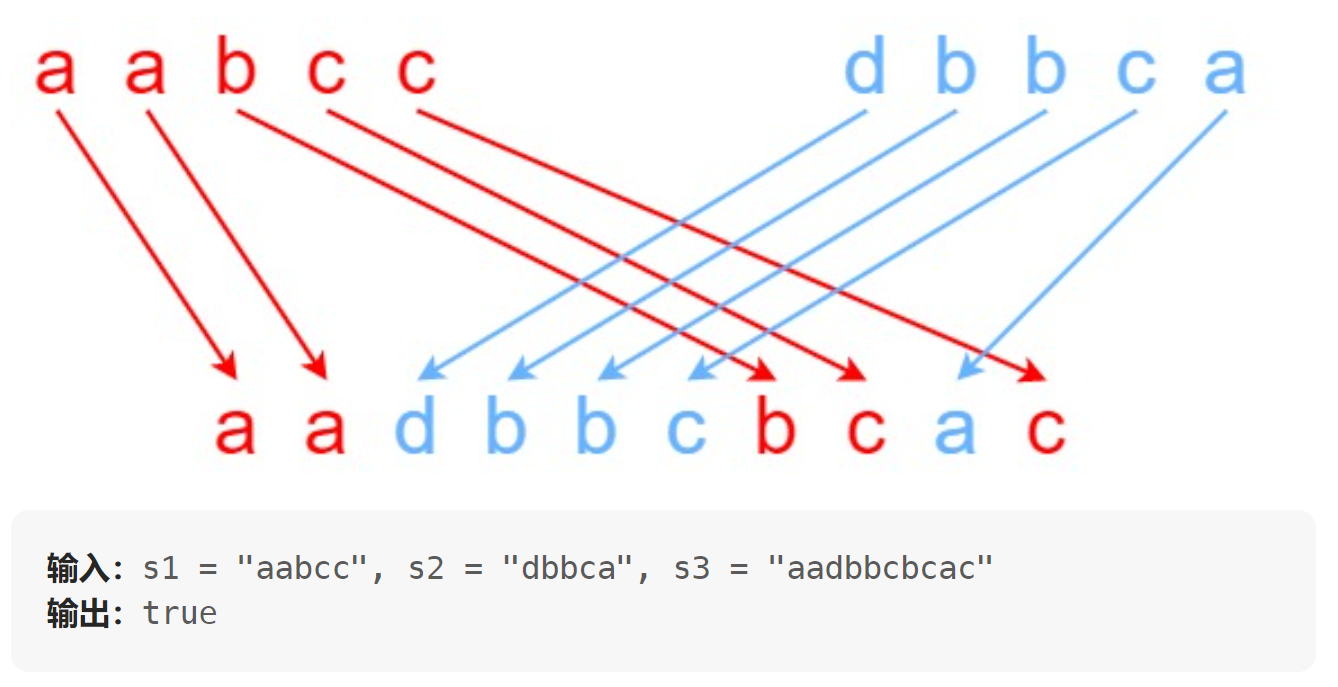 a a b c c d b b c a
a a d b b c b c a c
输入：s1 = "aabcc", s2 = "dbbca", s3 = "aadbbcbcac"
输出：true